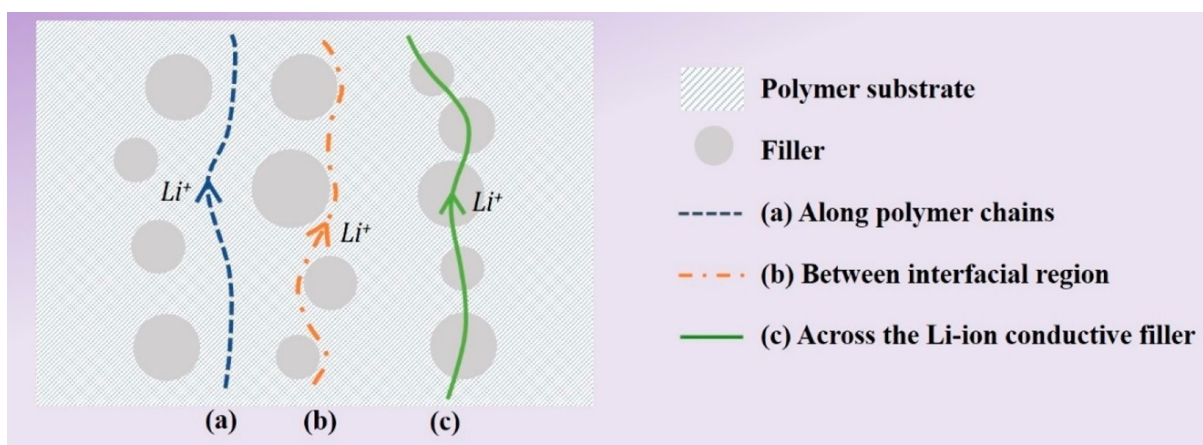 Li⁺
Li⁺
Li⁺
(a)
(b)
(c)
Polymer substrate
Filler
(a) Along polymer chains
(b) Between interfacial region
(c) Across the Li-ion conductive filler